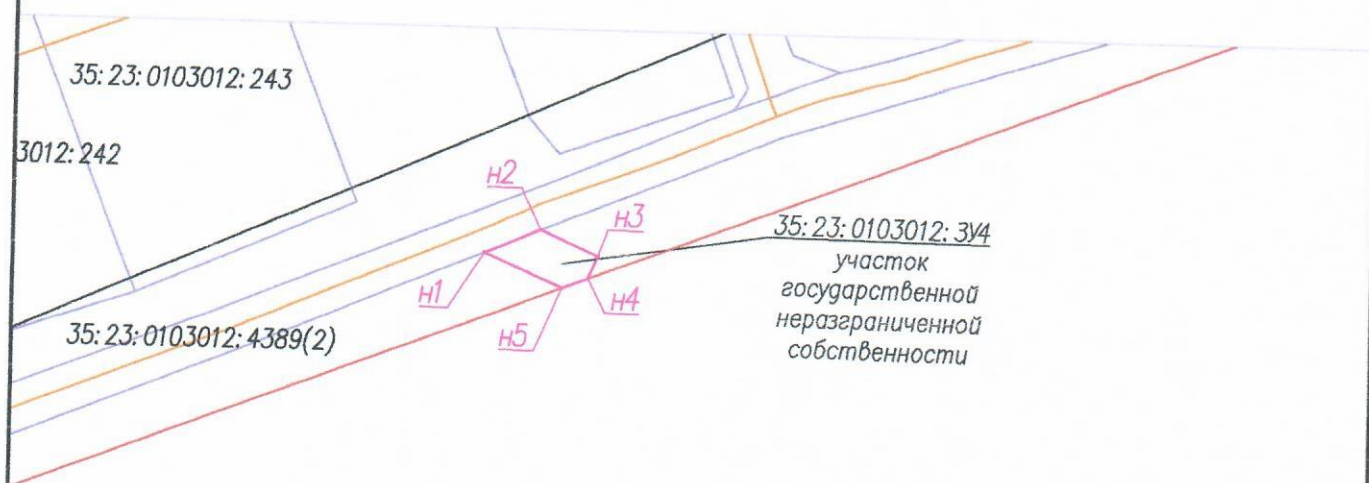 35:23:0103012:243
3012:242
н2
н3
35:23:0103012:ЗУ4
участок
государственной
неразграниченной
собственности
н1
н4
н5
35:23:0103012:4389(2)